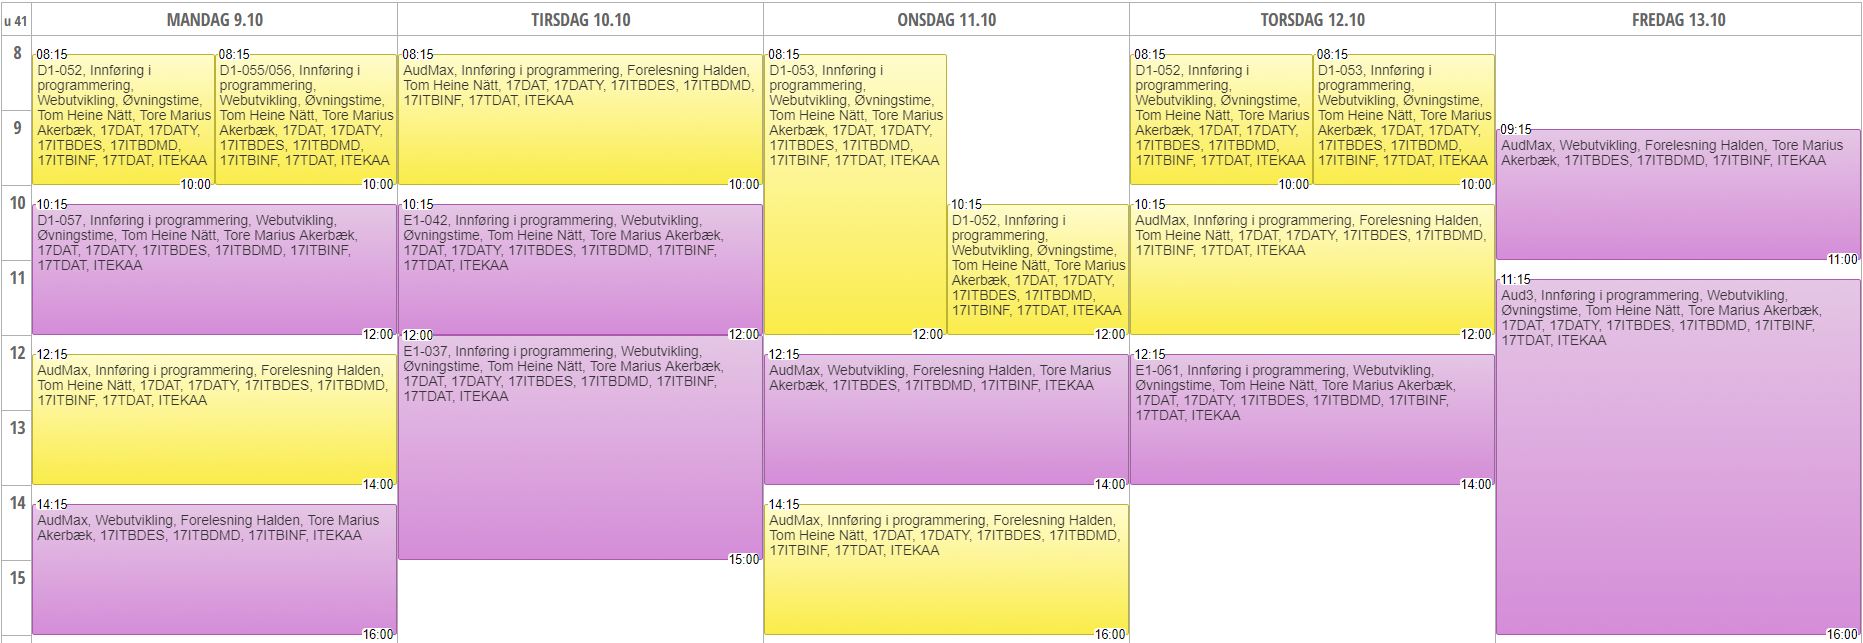 u 41
MANDAG 9.10
TIRSDAG 10.10
ONSDAG 11.10
TORSDAG 12.10
FREDAG 13.10
8
9
10
11
12
13
14
15
08:15
D1-052, Innføring i
programmering,
Webutvikling, Øvningstime,
Tom Heine Nätt, Tore Marius
Akerbæk, 17DAT, 17DATY,
17ITBDES, 17ITBDMD,
17ITBINF, 17TDAT, ITEKAA
10:00
08:15
D1-055/056, Innføring i
programmering,
Webutvikling, Øvningstime,
Tom Heine Nätt, Tore Marius
Akerbæk, 17DAT, 17DATY,
17ITBDES, 17ITBDMD,
17ITBINF, 17TDAT, ITEKAA
10:00
10:15
D1-057, Innføring i programmering, Webutvikling,
Øvningstime, Tom Heine Nätt, Tore Marius Akerbæk,
17DAT, 17DATY, 17ITBDES, 17ITBDMD, 17ITBINF,
17TDAT, ITEKAA
12:00
12:15
AudMax, Innføring i programmering, Forelesning Halden,
Tom Heine Nätt, 17DAT, 17DATY, 17ITBDES, 17ITBDMD,
17ITBINF, 17TDAT, ITEKAA
14:00
14:15
AudMax, Webutvikling, Forelesning Halden, Tore Marius
Akerbæk, 17ITBDES, 17ITBDMD, 17ITBINF, ITEKAA
16:00
08:15
AudMax, Innføring i programmering, Forelesning Halden,
Tom Heine Nätt, 17DAT, 17DATY, 17ITBDES, 17ITBDMD,
17ITBINF, 17TDAT, ITEKAA
10:00
10:15
E1-042, Innføring i programmering, Webutvikling,
Øvningstime, Tom Heine Nätt, Tore Marius Akerbæk,
17DAT, 17DATY, 17ITBDES, 17ITBDMD, 17ITBINF,
17TDAT, ITEKAA
12:00
12:00
E1-037, Innføring i programmering, Webutvikling,
Øvningstime, Tom Heine Nätt, Tore Marius Akerbæk,
17DAT, 17DATY, 17ITBDES, 17ITBDMD, 17ITBINF,
17TDAT, ITEKAA
15:00
08:15
D1-053, Innføring i
programmering,
Webutvikling, Øvningstime,
Tom Heine Nätt, Tore Marius
Akerbæk, 17DAT, 17DATY,
17ITBDES, 17ITBDMD,
17ITBINF, 17TDAT, ITEKAA
12:00
10:15
D1-052, Innføring i
programmering,
Webutvikling, Øvningstime,
Tom Heine Nätt, Tore Marius
Akerbæk, 17DAT, 17DATY,
17ITBDES, 17ITBDMD,
17ITBINF, 17TDAT, ITEKAA
12:00
12:15
AudMax, Webutvikling, Forelesning Halden, Tore Marius
Akerbæk, 17ITBDES, 17ITBDMD, 17ITBINF, ITEKAA
14:00
14:15
AudMax, Innføring i programmering, Forelesning Halden,
Tom Heine Nätt, 17DAT, 17DATY, 17ITBDES, 17ITBDMD,
17ITBINF, 17TDAT, ITEKAA
16:00
08:15
D1-052, Innføring i
programmering,
Webutvikling, Øvningstime,
Tom Heine Nätt, Tore Marius
Akerbæk, 17DAT, 17DATY,
17ITBDES, 17ITBDMD,
17ITBINF, 17TDAT, ITEKAA
10:00
08:15
D1-053, Innføring i
programmering,
Webutvikling, Øvningstime,
Tom Heine Nätt, Tore Marius
Akerbæk, 17DAT, 17DATY,
17ITBDES, 17ITBDMD,
17ITBINF, 17TDAT, ITEKAA
10:00
10:15
AudMax, Innføring i programmering, Forelesning Halden,
Tom Heine Nätt, 17DAT, 17DATY, 17ITBDES, 17ITBDMD,
17ITBINF, 17TDAT, ITEKAA
12:00
12:15
E1-061, Innføring i programmering, Webutvikling,
Øvningstime, Tom Heine Nätt, Tore Marius Akerbæk,
17DAT, 17DATY, 17ITBDES, 17ITBDMD, 17ITBINF,
17TDAT, ITEKAA
14:00
09:15
AudMax, Webutvikling, Forelesning Halden, Tore Marius
Akerbæk, 17ITBDES, 17ITBDMD, 17ITBINF, ITEKAA
11:00
11:15
Aud3, Innføring i programmering, Webutvikling,
Øvningstime, Tom Heine Nätt, Tore Marius Akerbæk,
17DAT, 17DATY, 17ITBDES, 17ITBDMD, 17ITBINF,
17TDAT, ITEKAA
16:00